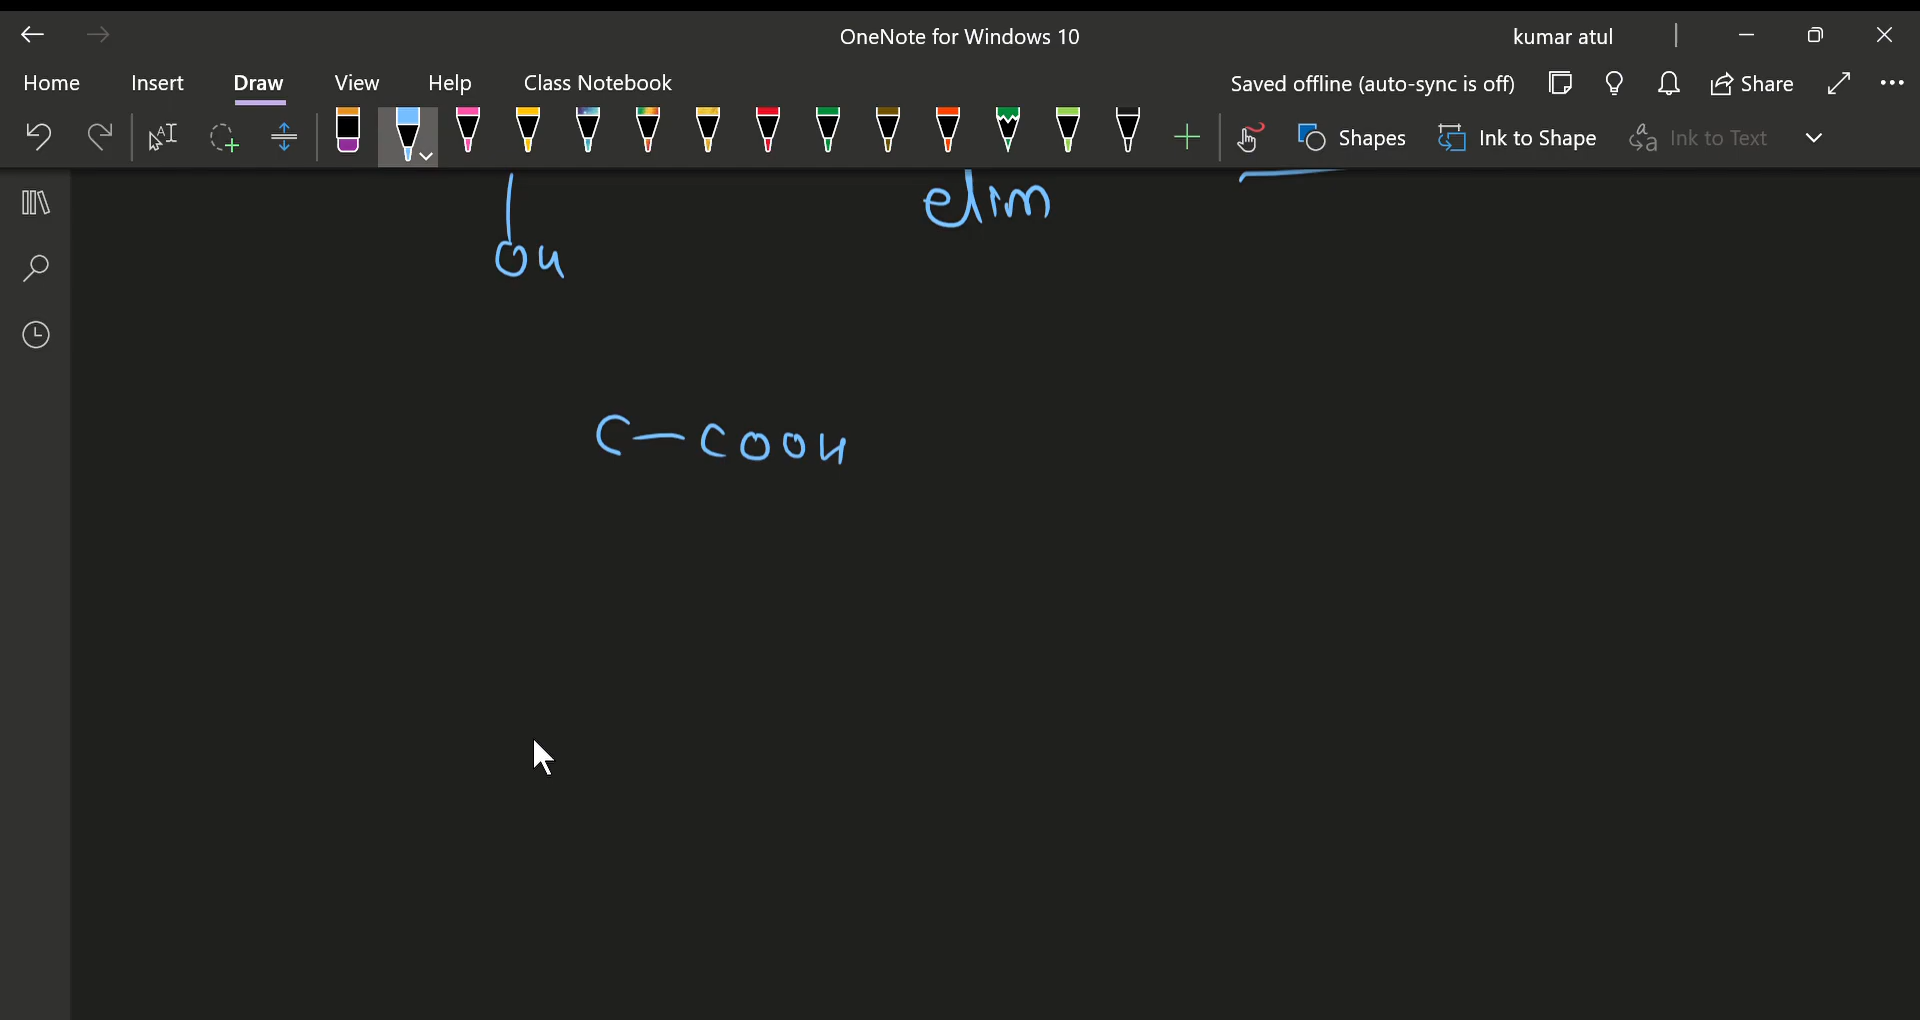 OneNote for Windows 10
kumar atul
Home Insert Draw View Help Class Notebook
Saved offline (auto-sync is off) Share
Shapes Ink to Shape Ink to Text
elim
OH
C-COOH